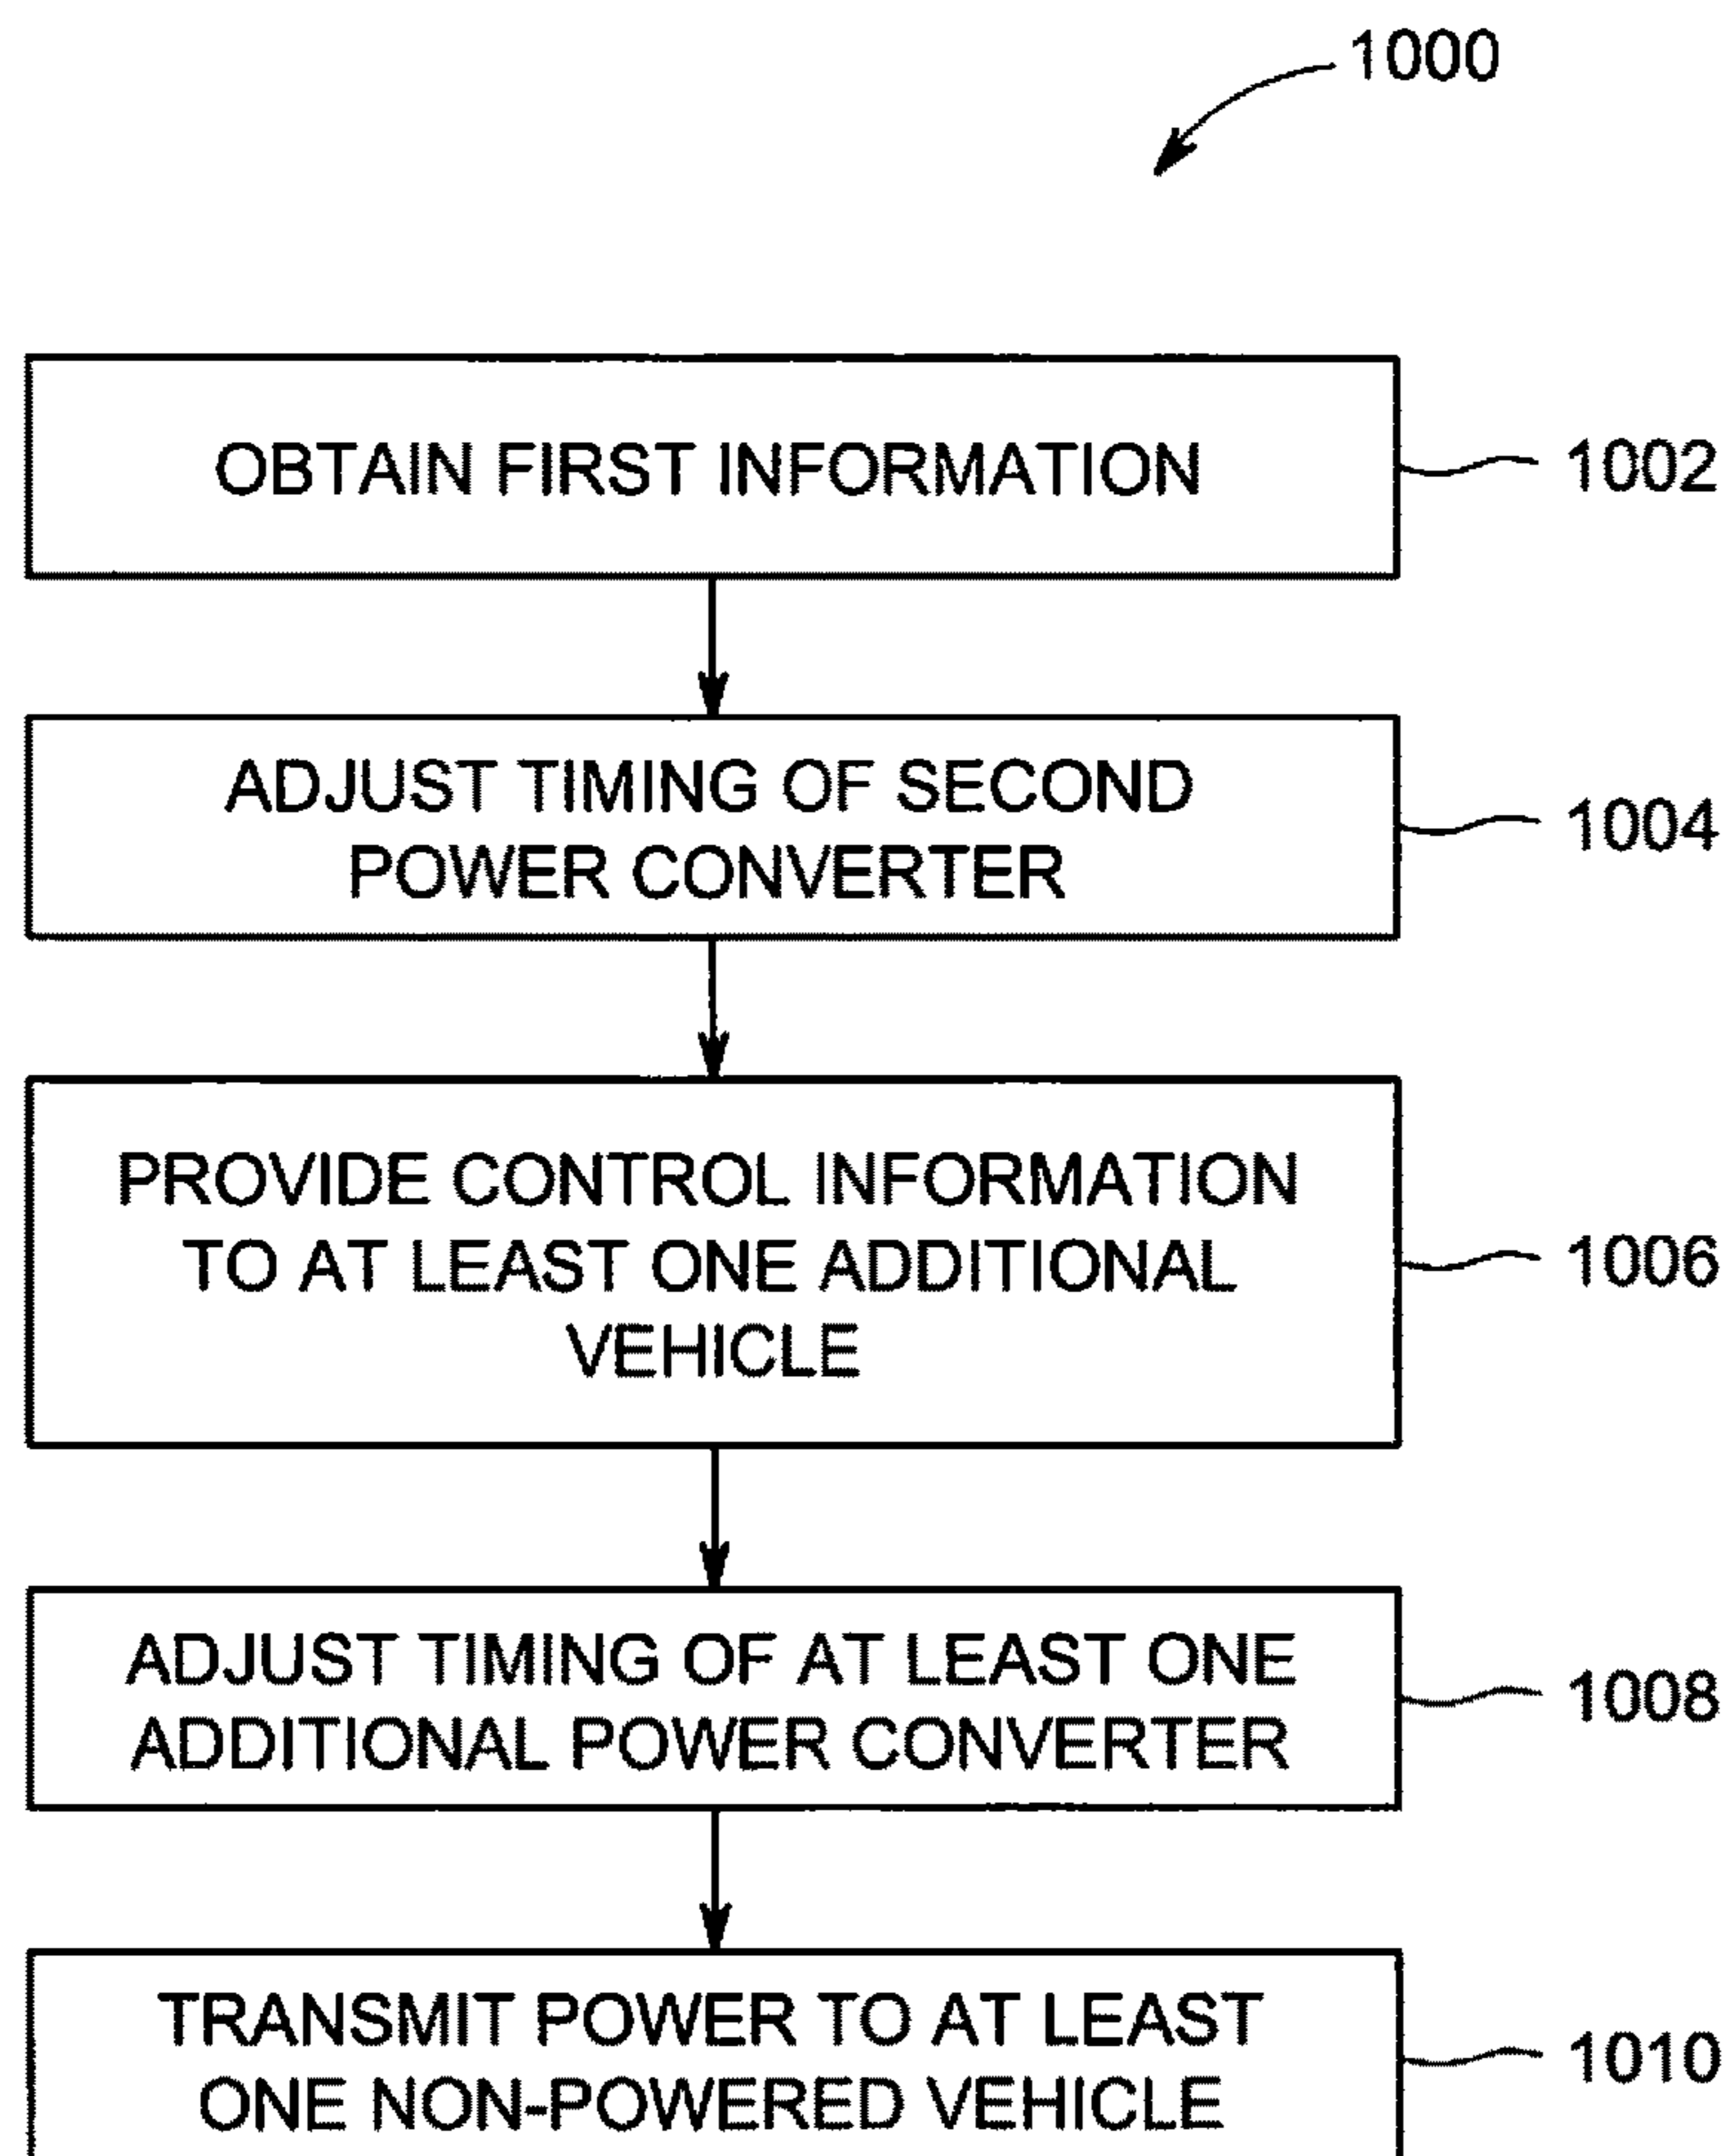 1000
OBTAIN FIRST INFORMATION
1002
ADJUST TIMING OF SECOND
POWER CONVERTER
1004
PROVIDE CONTROL INFORMATION
TO AT LEAST ONE ADDITIONAL
VEHICLE
1006
ADJUST TIMING OF AT LEAST ONE
ADDITIONAL POWER CONVERTER
1008
TRANSMIT POWER TO AT LEAST
ONE NON-POWERED VEHICLE
1010